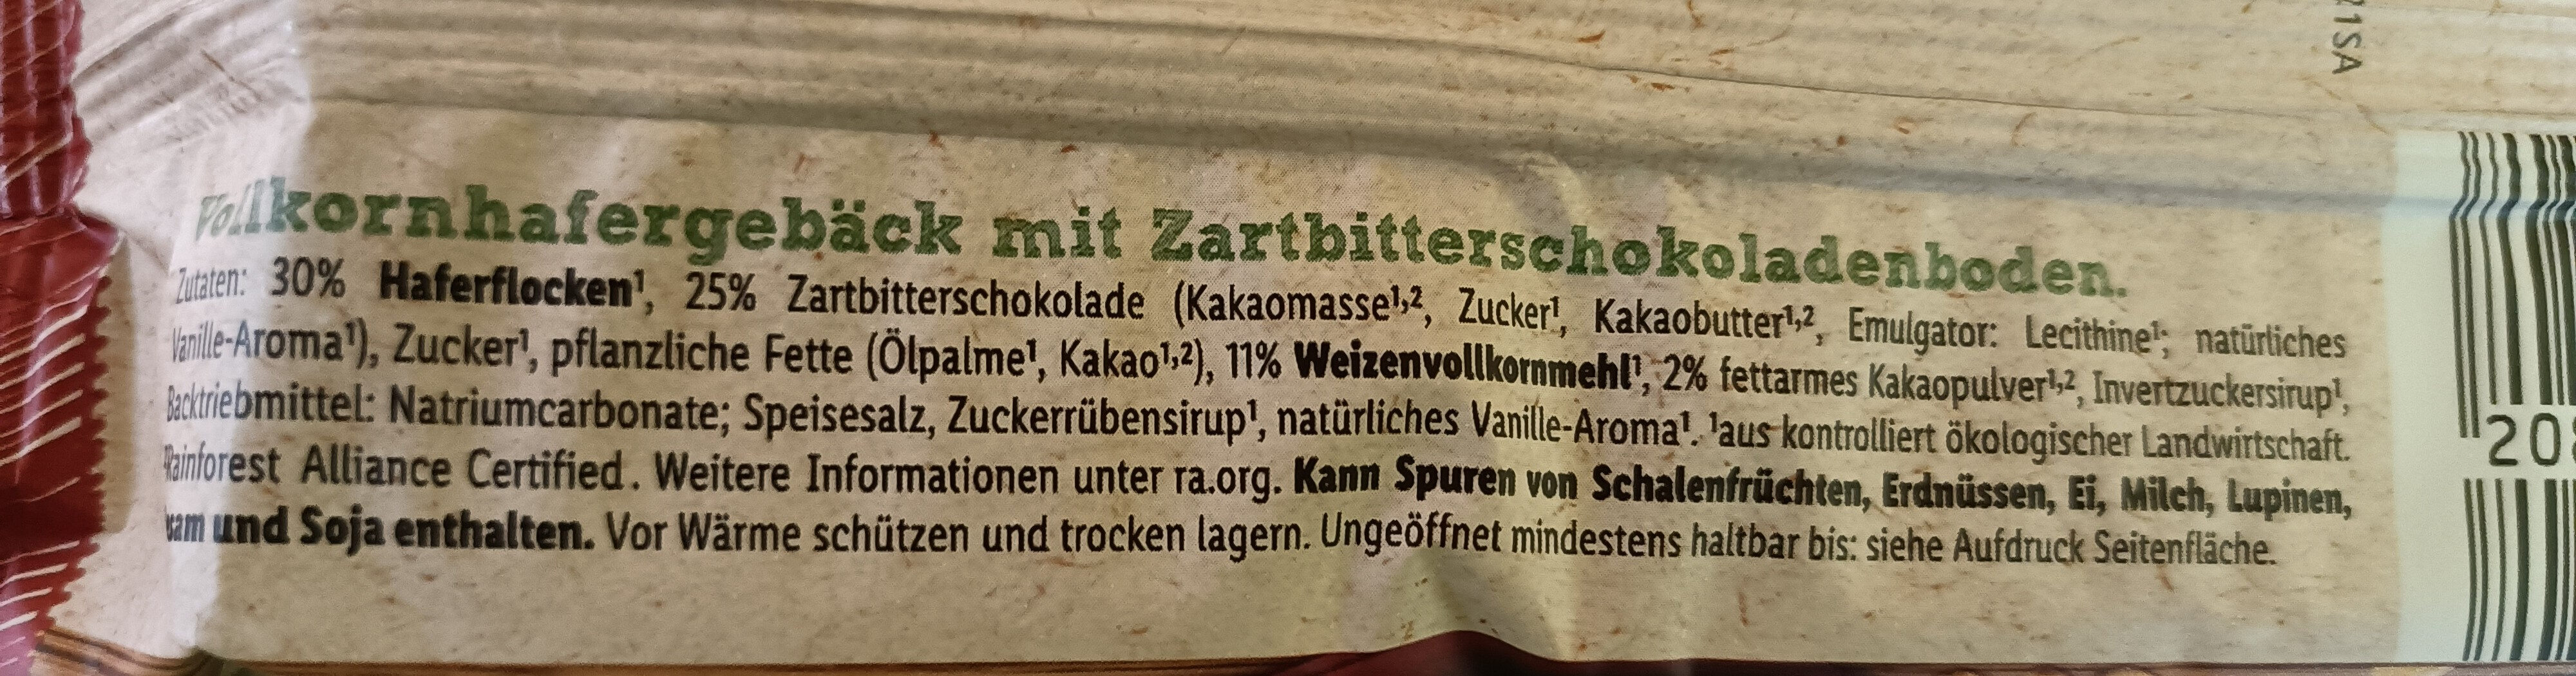 21SA
Vollkornhafergebäck mit Zartbitterschokoladenboden.
Zutaten: 30% Haferflocken¹, 25% Zartbitterschokolade (Kakaomasse¹,², Zucker¹, Kakaobutter¹,², Emulgator: Lecithine¹; natürliches
Vanille-Aroma¹), Zucker¹, pflanzliche Fette (Ölpalme¹, Kakao¹,²), 11% Weizenvollkornmehl¹, 2% fettarmes Kakaopulver¹,², Invertzuckersirup¹,
Backtriebmittel: Natriumcarbonate; Speisesalz, Zuckerrübensirup¹, natürliches Vanille-Aroma¹. ¹aus kontrolliert ökologischer Landwirtschaft.
Rainforest Alliance Certified. Weitere Informationen unter ra.org. Kann Spuren von Schalenfrüchten, Erdnüssen, Ei, Milch, Lupinen,
und Soja enthalten. Vor Wärme schützen und trocken lagern. Ungeöffnet mindestens haltbar bis: siehe Aufdruck Seitenfläche.
20